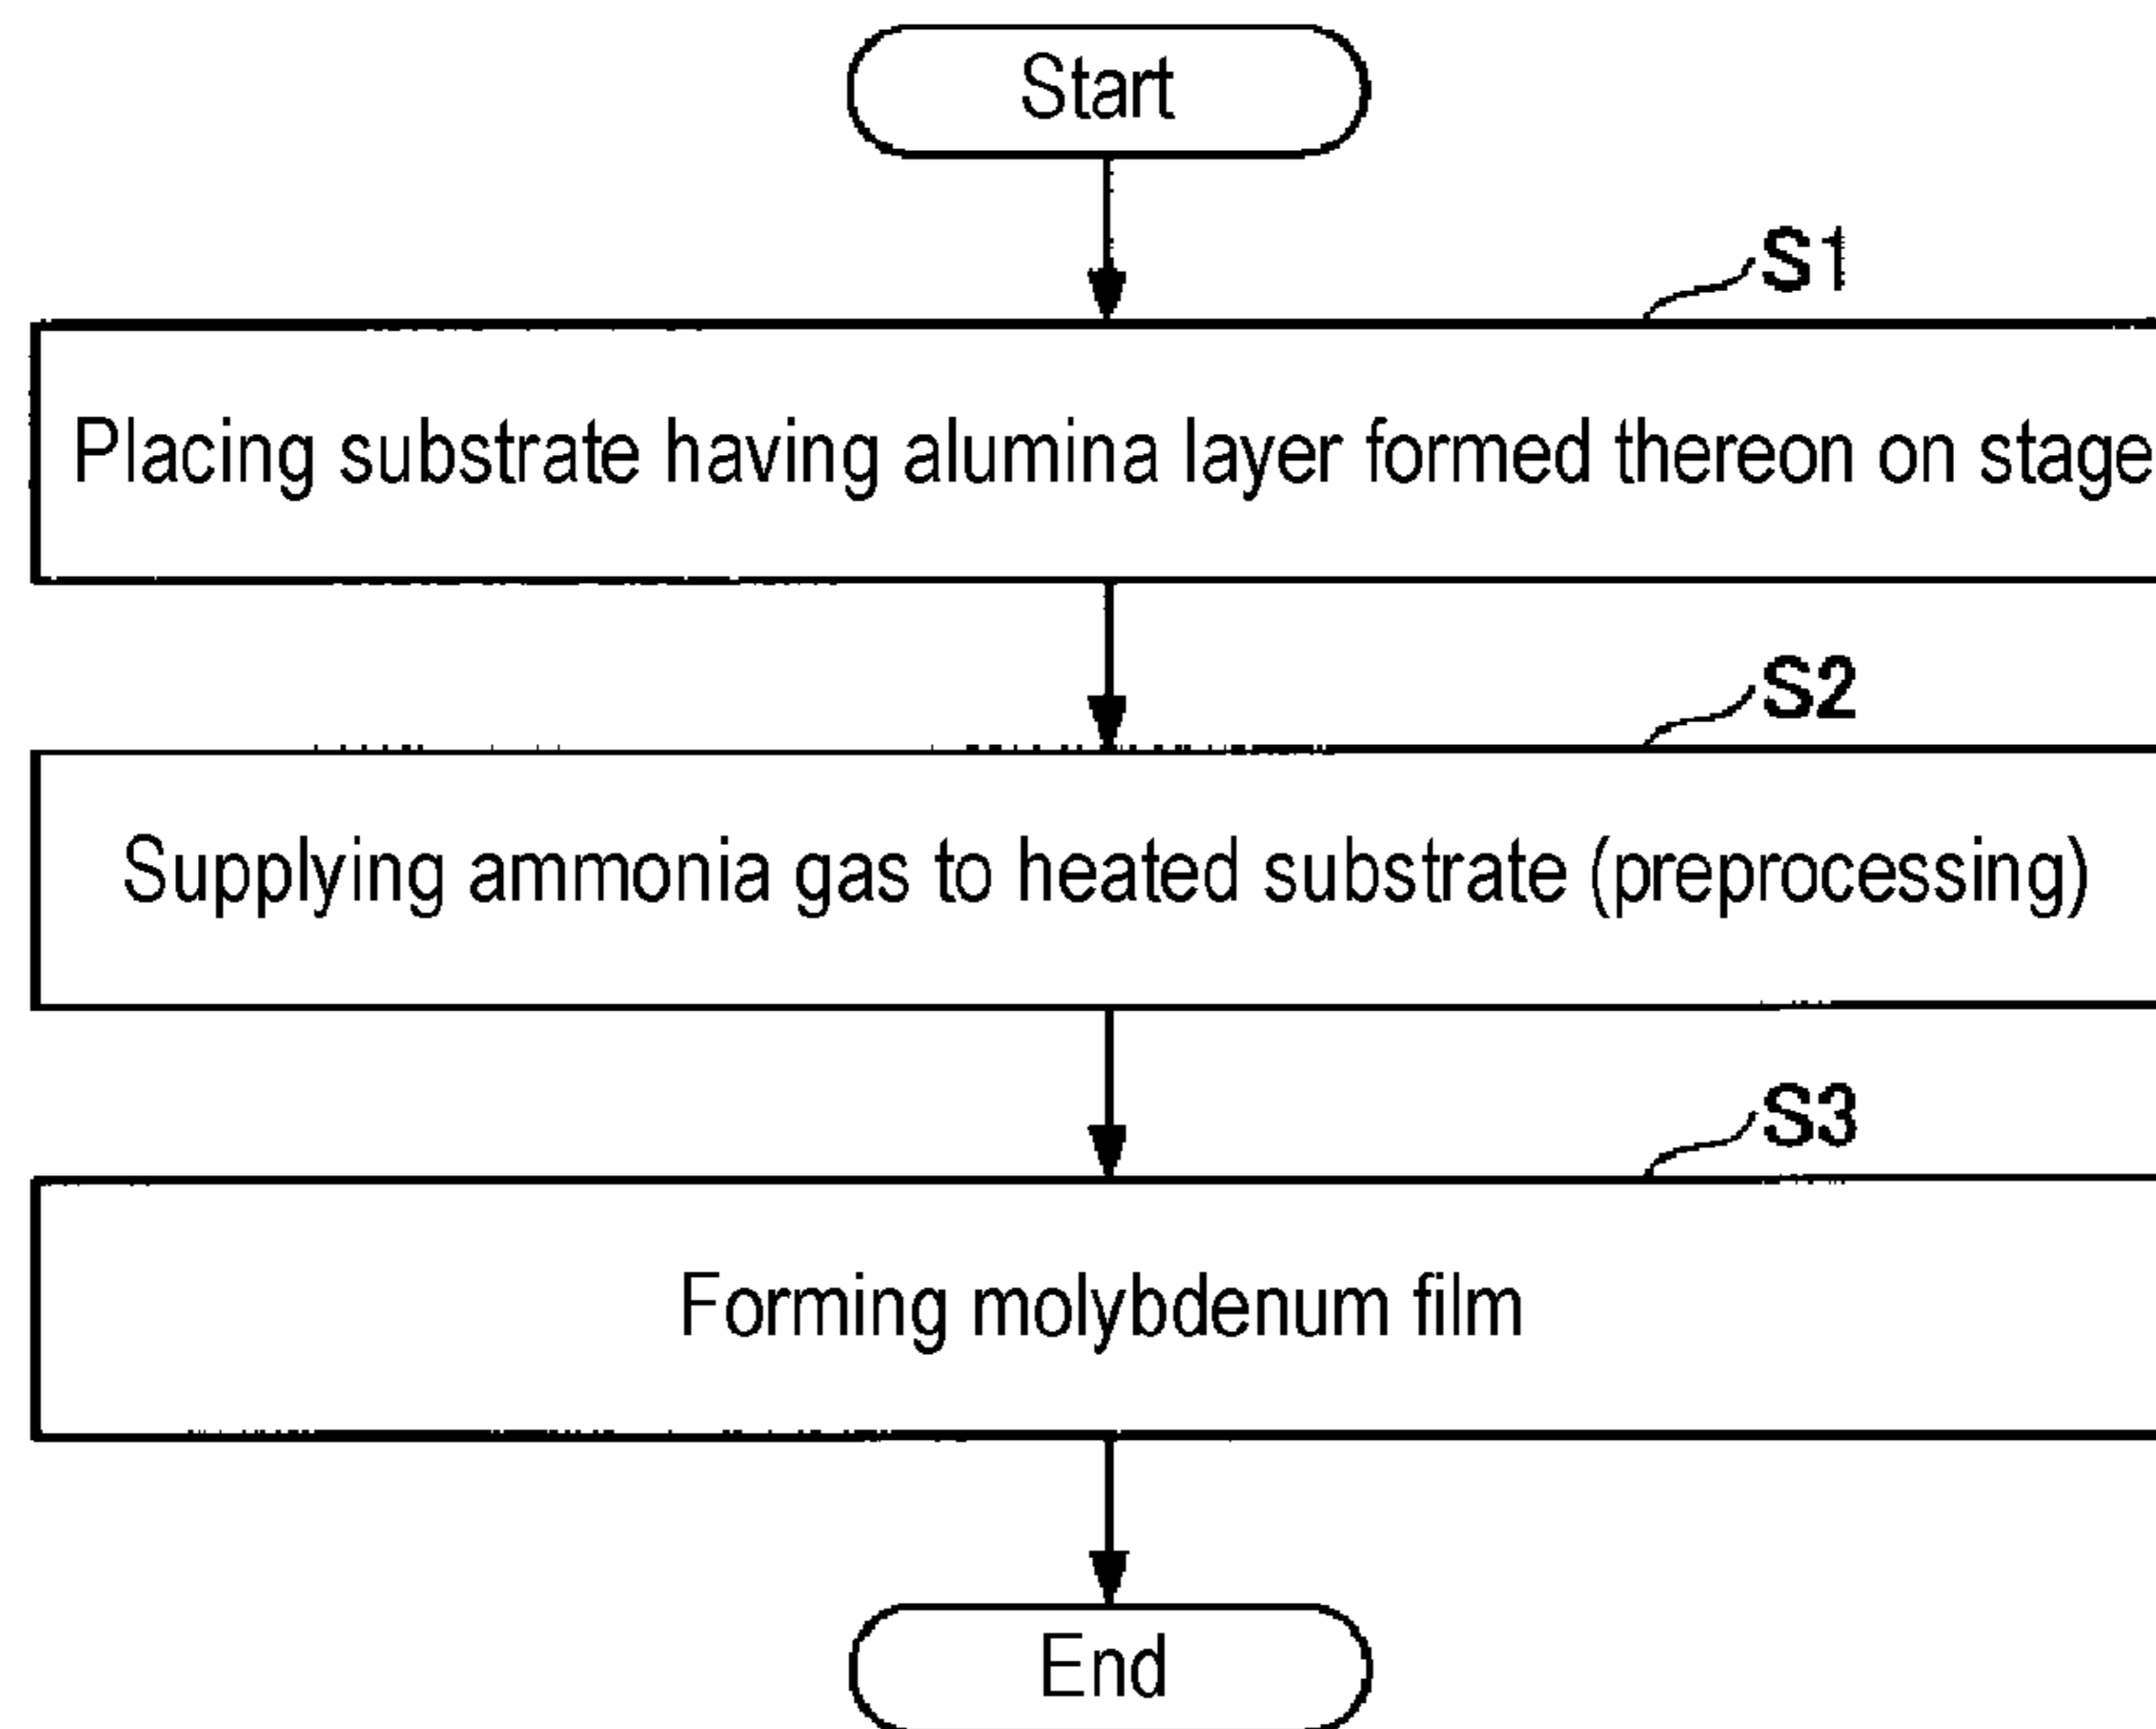 Start
S1
Placing substrate having alumina layer formed thereon on stage
S2
Supplying ammonia gas to heated substrate (preprocessing)
S3
Forming molybdenum film
End